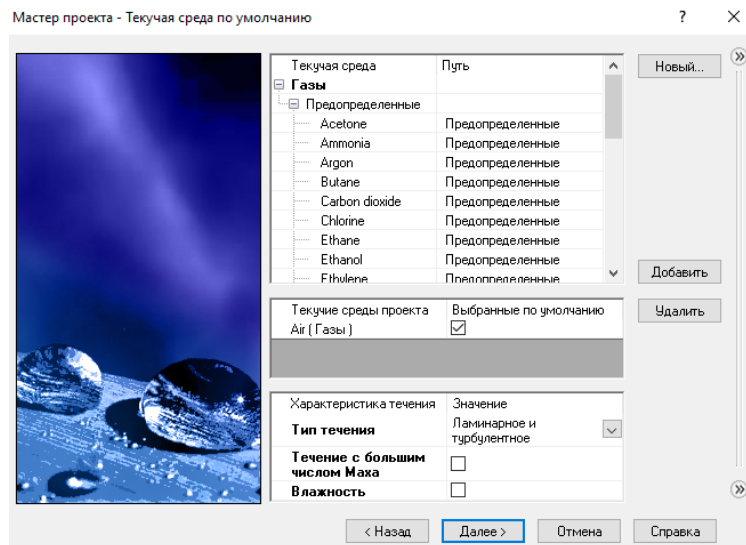 Мастер проекта - Текучая среда по умолчанию
Текучая среда Путь
Газы
Предопределенные
Acetone Предопределенные
Ammonia Предопределенные
Argon Предопределенные
Butane Предопределенные
Carbon dioxide Предопределенные
Chlorine Предопределенные
Ethane Предопределенные
Ethanol Предопределенные
Ethylene Предопределенные
Новый...
Добавить
Текучие среды проекта Выбранные по умолчанию
Air ( Газы )
Удалить
Характеристика течения Значение
Тип течения Ламинарное и
турбулентное
Течение с большим
числом Маха
Влажность
< Назад Далее > Отмена Справка